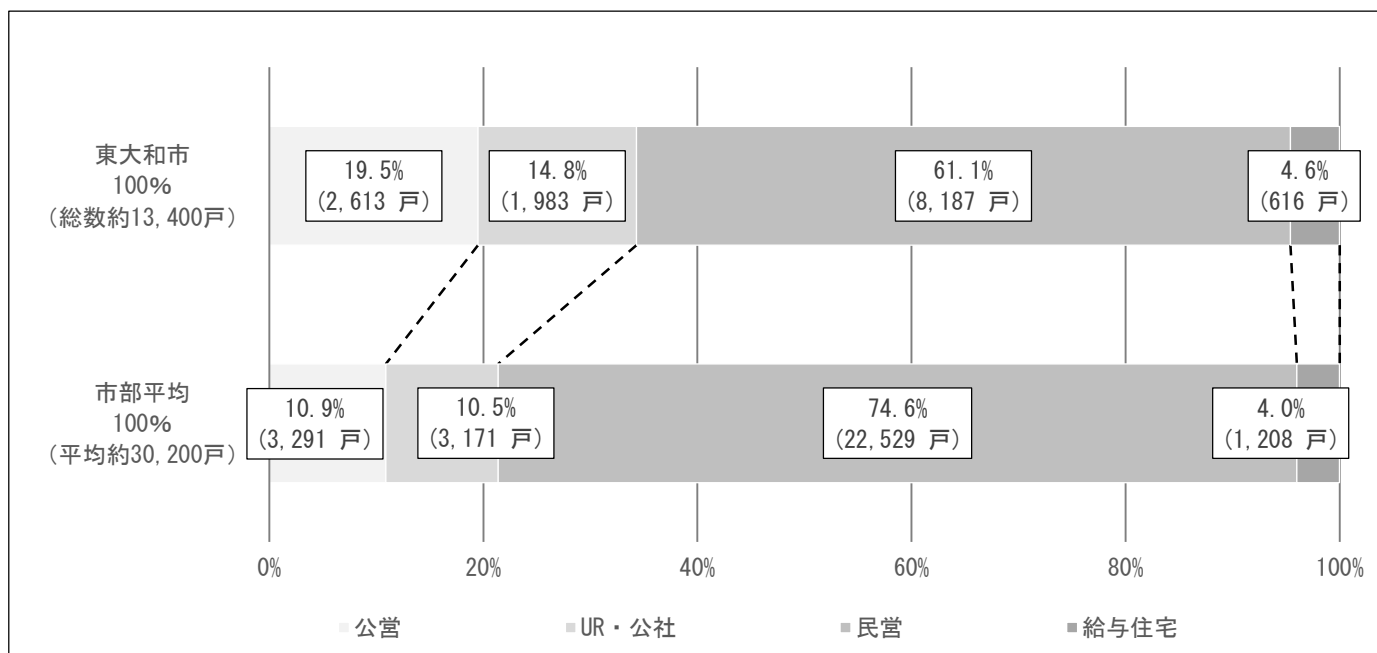 東大和市
100%
(総数約13,400戸)
19.5%
(2,613 戸)
14.8%
(1,983 戸)
61.1%
(8,187 戸)
4.6%
(616 戸)
市部平均
100%
(平均約30,200戸)
10.9%
(3,291 戸)
10.5%
(3,171 戸)
74.6%
(22,529 戸)
4.0%
(1,208 戸)
0% 20% 40% 60% 80% 100%
公営 UR・公社 民営 給与住宅